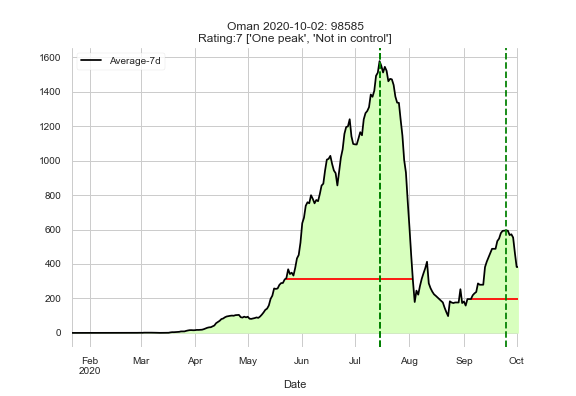 Oman 2020-10-02: 98585
Rating:7 ['One peak', 'Not in control']
Average-7d
1600
1400
1200
1000
800
600
400
200
0
Feb Mar Apr May Jun Jul Aug Sep Oct
2020
Date